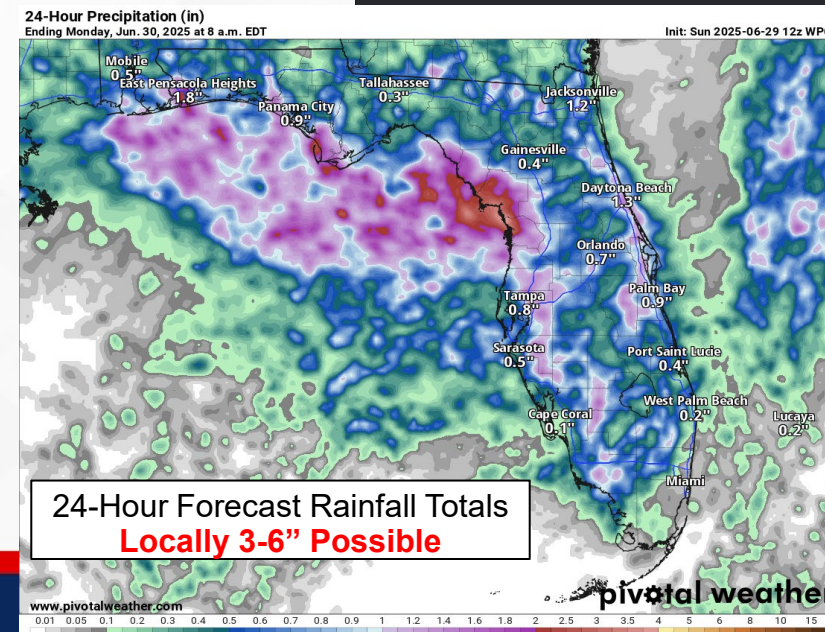 24-Hour Precipitation (in)
Ending Monday, Jun. 30, 2025 at 8 a.m. EDT
Init: Sun 2025-06-29 12z WPC
Mobile
0.5"
East Pensacola Heights
1.8"
Panama City
0.9"
Tallahassee
0.3"
Jacksonville
1.2"
Gainesville
0.4"
Daytona Beach
1.3"
Orlando
0.7"
Tampa
0.8"
Palm Bay
0.9"
Sarasota
0.5"
Port Saint Lucie
0.4"
Cape Coral
0.1"
West Palm Beach
0.2"
Lucaya
0.2"
Miami
24-Hour Forecast Rainfall Totals
Locally 3-6” Possible
pivotal weather
www.pivotalweather.com
0.01 0.05 0.1 0.2 0.3 0.4 0.5 0.6 0.7 0.8 0.9 1 1.2 1.4 1.6 1.8 2 2.5 3 3.5 4 5 6 8 10 15